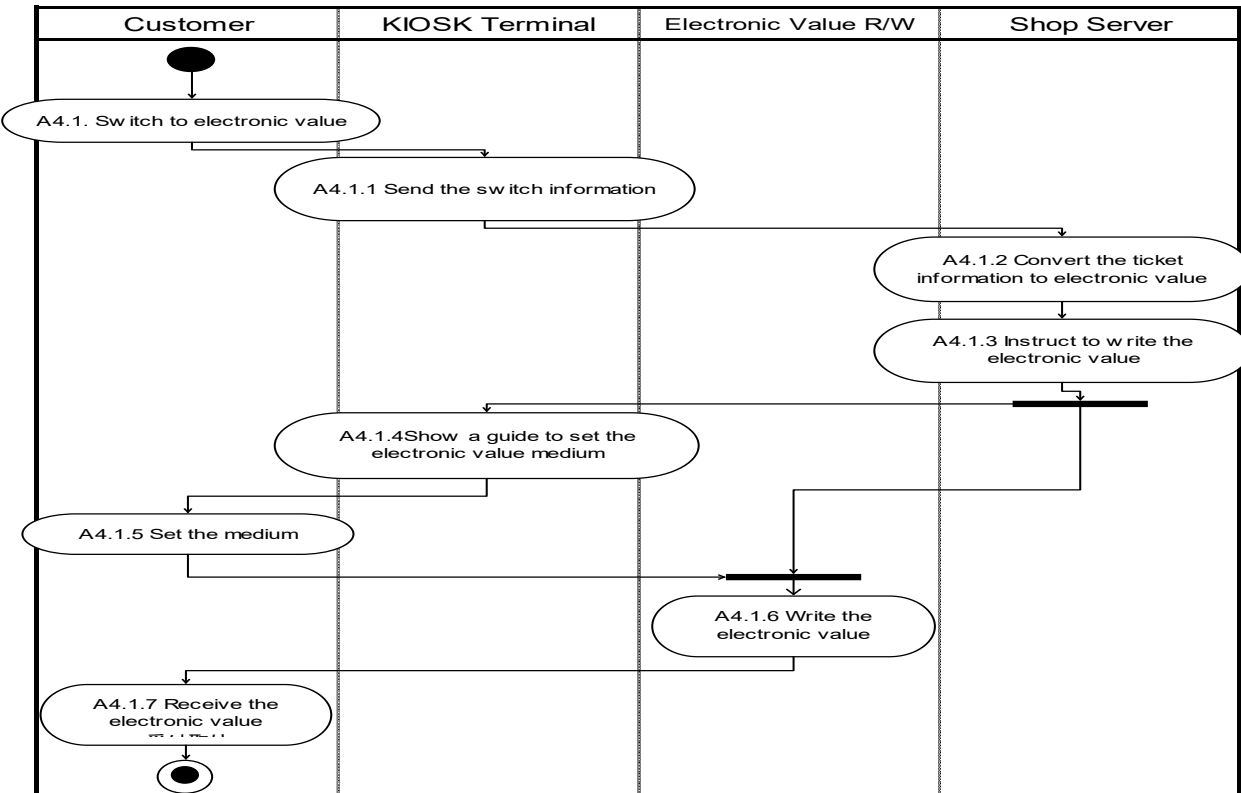 Customer
KIOSK Terminal
Electronic Value R/W
Shop Server
A4.1. Switch to electronic value
A4.1.1 Send the switch information
A4.1.2 Convert the ticket
information to electronic value
A4.1.3 Instruct to write the
electronic value
A4.1.4Show a guide to set the
electronic value medium
A4.1.5 Set the medium
A4.1.6 Write the
electronic value
A4.1.7 Receive the
electronic value